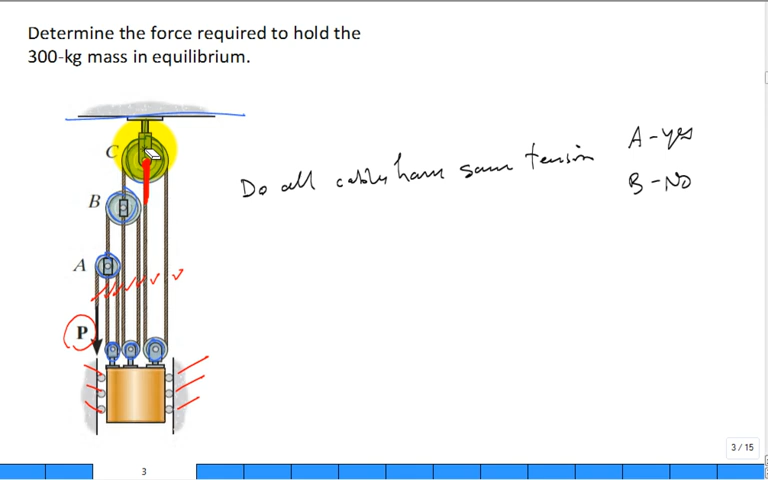 Determine the force required to hold the
300-kg mass in equilibrium.
C
B
A
P
Do all cables have same tension
A-yes
B-No
3 / 15
3